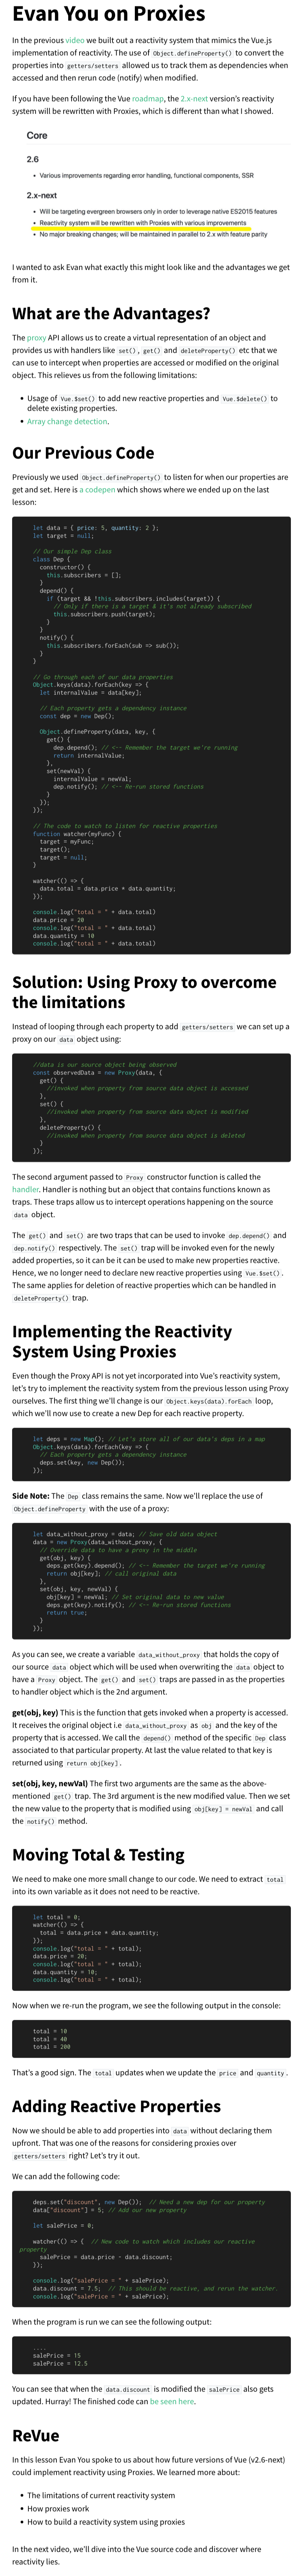 Evan You on Proxies
In the previous video we built out a reactivity system that mimics the Vue.js
implementation of reactivity. The use of Object.defineProperty() to convert the
properties into getters/setters allowed us to track them as dependencies when
accessed and then rerun code (notify) when modified.
If you have been following the Vue roadmap, the 2.x-next version's reactivity
system will be rewritten with Proxies, which is different than what I showed.
Core
2.6
• Various improvements regarding error handling, functional components, SSR
2.x-next
• Will be targeting evergreen browsers only in order to leverage native ES2015 features
• Reactivity system will be rewritten with Proxies with various improvements
• No major breaking changes; will be maintained in parallel to 2.x with feature parity
I wanted to ask Evan what exactly this might look like and the advantages we get
from it.
What are the Advantages?
The proxy API allows us to create a virtual representation of an object and
provides us with handlers like set() , get() and deleteProperty() etc that we
can use to intercept when properties are accessed or modified on the original
object. This relieves us from the following limitations:
• Usage of Vue.$set() to add new reactive properties and Vue.$delete() to
delete existing properties.
• Array change detection.
Our Previous Code
Previously we used Object.defineProperty() to listen for when our properties are
get and set. Here is a codepen which shows where we ended up on the last
lesson:
let data = { price: 5, quantity: 2 };
let target = null;
// Our simple Dep class
class Dep {
constructor() {
this.subscribers = [];
}
depend() {
if (target && !this.subscribers.includes(target)) {
// Only if there is a target & it's not already subscribed
this.subscribers.push(target);
}
}
notify() {
this.subscribers.forEach(sub => sub());
}
}
// Go through each of our data properties
Object.keys(data).forEach(key => {
let internalValue = data[key];
// Each property gets a dependency instance
const dep = new Dep();
Object.defineProperty(data, key, {
get() {
dep.depend(); // <-- Remember the target we're running
return internalValue;
},
set(newVal) {
internalValue = newVal;
dep.notify(); // <-- Re-run stored functions
}
});
});
// The code to watch to listen for reactive properties
function watcher(myFunc) {
target = myFunc;
target();
target = null;
}
watcher(() => {
data.total = data.price * data.quantity;
});
console.log("total = " + data.total)
data.price = 20
console.log("total = " + data.total)
data.quantity = 10
console.log("total = " + data.total)
Solution: Using Proxy to overcome
the limitations
Instead of looping through each property to add getters/setters we can set up a
proxy on our data object using:
//data is our source object being observed
const observedData = new Proxy(data, {
get() {
//invoked when property from source data object is accessed
},
set() {
//invoked when property from source data object is modified
},
deleteProperty() {
//invoked when property from source data object is deleted
}
});
The second argument passed to Proxy constructor function is called the
handler. Handler is nothing but an object that contains functions known as
traps. These traps allow us to intercept operations happening on the source
data object.
The get() and set() are two traps that can be used to invoke dep.depend() and
dep.notify() respectively. The set() trap will be invoked even for the newly
added properties, so it can be it can be used to make new properties reactive.
Hence, we no longer need to declare new reactive properties using Vue.$set() .
The same applies for deletion of reactive properties which can be handled in
deleteProperty() trap.
Implementing the Reactivity
System Using Proxies
Even though the Proxy API is not yet incorporated into Vue's reactivity system,
let's try to implement the reactivity system from the previous lesson using Proxy
ourselves. The first thing we'll change is our Object.keys(data).forEach loop,
which we'll now use to create a new Dep for each reactive property.
let deps = new Map(); // Let's store all of our data's deps in a map
Object.keys(data).forEach(key => {
// Each property gets a dependency instance
deps.set(key, new Dep());
});
Side Note: The Dep class remains the same. Now we'll replace the use of
Object.defineProperty with the use of a proxy:
let data_without_proxy = data; // Save old data object
data = new Proxy(data_without_proxy, {
// Override data to have a proxy in the middle
get(obj, key) {
deps.get(key).depend(); // <-- Remember the target we're running
return obj[key]; // call original data
},
set(obj, key, newVal) {
obj[key] = newVal; // Set original data to new value
deps.get(key).notify(); // <-- Re-run stored functions
return true;
}
});
As you can see, we create a variable data_without_proxy that holds the copy of
our source data object which will be used when overwriting the data object to
have a Proxy object. The get() and set() traps are passed in as the properties
to handler object which is the 2nd argument.
get(obj, key) This is the function that gets invoked when a property is accessed.
It receives the original object i.e data_without_proxy as obj and the key of the
property that is accessed. We call the depend() method of the specific Dep class
associated to that particular property. At last the value related to that key is
returned using return obj[key] .
set(obj, key, newVal) The first two arguments are the same as the above-
mentioned get() trap. The 3rd argument is the new modified value. Then we set
the new value to the property that is modified using obj[key] = newVal and call
the notify() method.
Moving Total & Testing
We need to make one more small change to our code. We need to extract total
into its own variable as it does not need to be reactive.
let total = 0;
watcher(() => {
total = data.price * data.quantity;
});
console.log("total = " + total);
data.price = 20;
console.log("total = " + total);
data.quantity = 10;
console.log("total = " + total);
Now when we re-run the program, we see the following output in the console:
total = 10
total = 40
total = 200
That's a good sign. The total updates when we update the price and quantity .
Adding Reactive Properties
Now we should be able to add properties into data without declaring them
upfront. That was one of the reasons for considering proxies over
getters/setters right? Let's try it out.
We can add the following code:
deps.set("discount", new Dep()); // Need a new dep for our property
data["discount"] = 5; // Add our new property
let salePrice = 0;
watcher(() => { // New code to watch which includes our reactive
property
salePrice = data.price - data.discount;
});
console.log("salePrice = " + salePrice);
data.discount = 7.5; // This should be reactive, and rerun the watcher.
console.log("salePrice = " + salePrice);
When the program is run we can see the following output:
....
salePrice = 15
salePrice = 12.5
You can see that when the data.discount is modified the salePrice also gets
updated. Hurray! The finished code can be seen here.
ReVue
In this lesson Evan You spoke to us about how future versions of Vue (v2.6-next)
could implement reactivity using Proxies. We learned more about:
• The limitations of current reactivity system
• How proxies work
• How to build a reactivity system using proxies
In the next video, we'll dive into the Vue source code and discover where
reactivity lies.